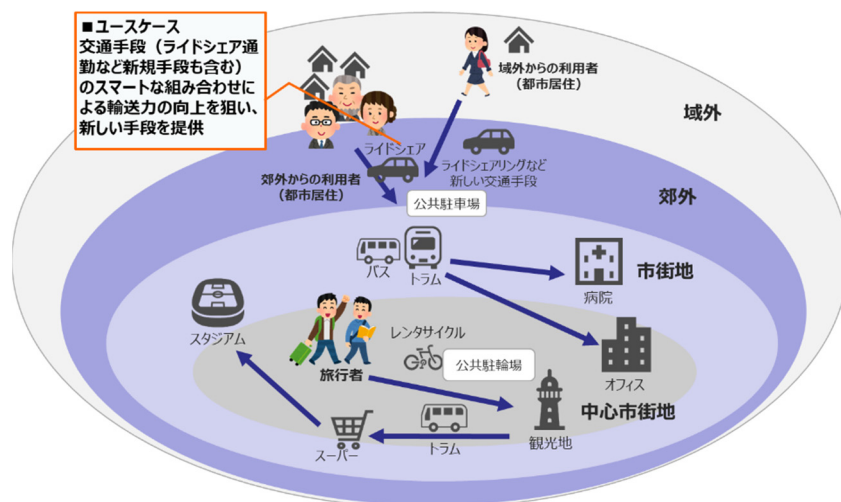 ■ユースケース
交通手段（ライドシェア通
勤など新規手段も含む）
のスマートな組み合わせに
よる輸送力の向上を狙い、
新しい手段を提供
域外からの利用者
（都市居住）
域外
ライドシェア
ライドシェアリングなど
新しい交通手段
郊外からの利用者
（都市居住）
郊外
公共駐車場
バス
トラム
病院
市街地
スタジアム
レンタサイクル
公共駐輪場
旅行者
オフィス
中心市街地
観光地
トラム
スーパー